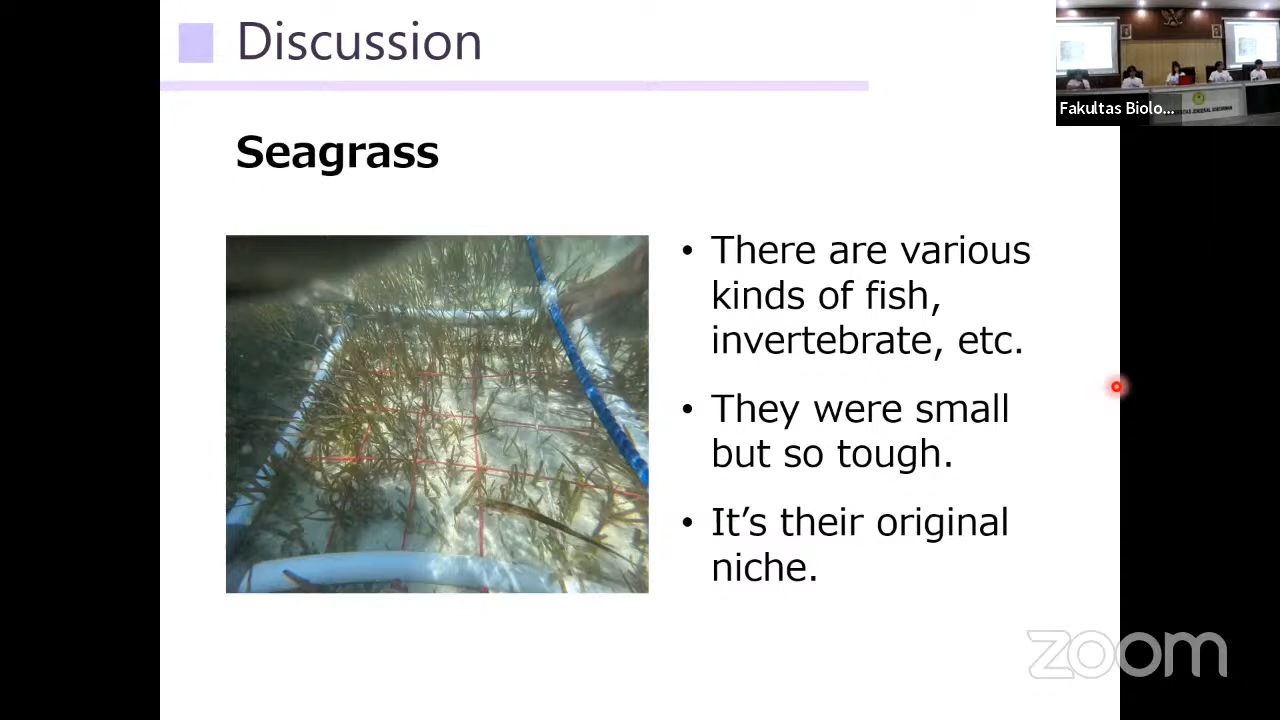 Discussion
Seagrass
• There are various
kinds of fish,
invertebrate, etc.
• They were small
but so tough.
• It’s their original
niche.
Fakultas Biolo...
zoom